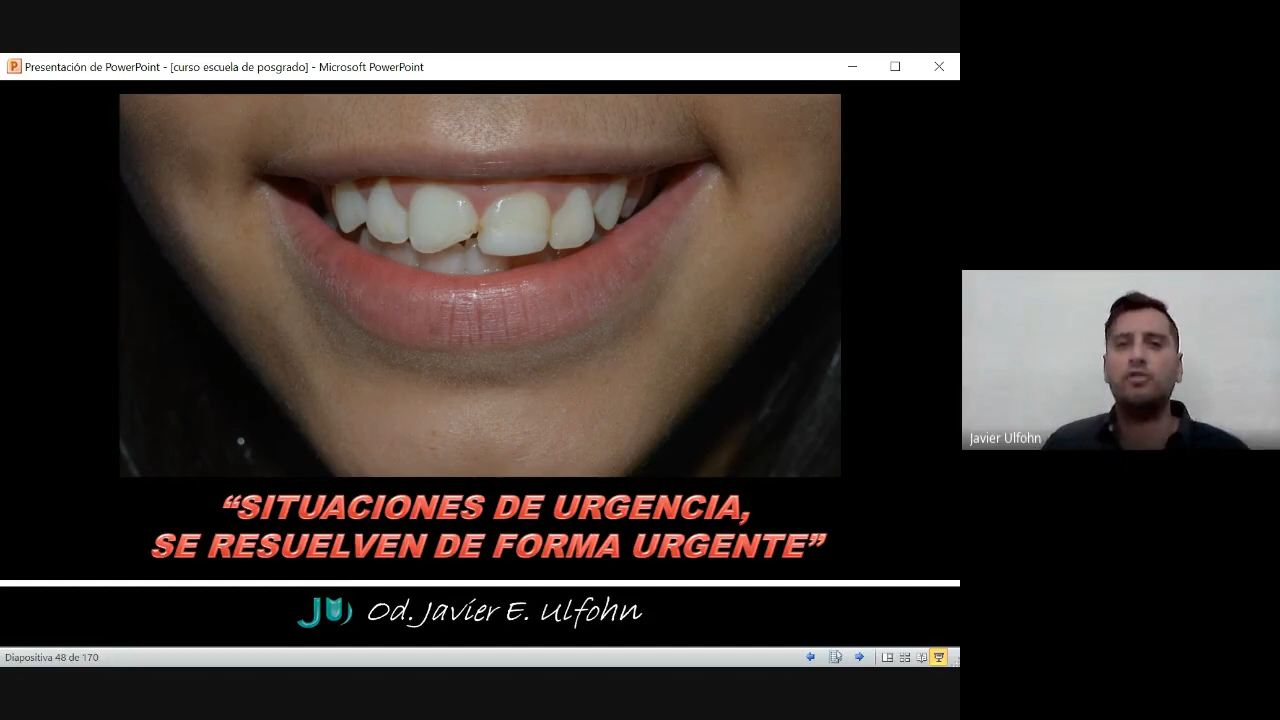 Presentación de PowerPoint - [curso escuela de posgrado] - Microsoft PowerPoint
Javier Ulfohn
“SITUACIONES DE URGENCIA,
SE RESUELVEN DE FORMA URGENTE”
JU Od. Javier E. Ulfohn
Diapositiva 48 de 170